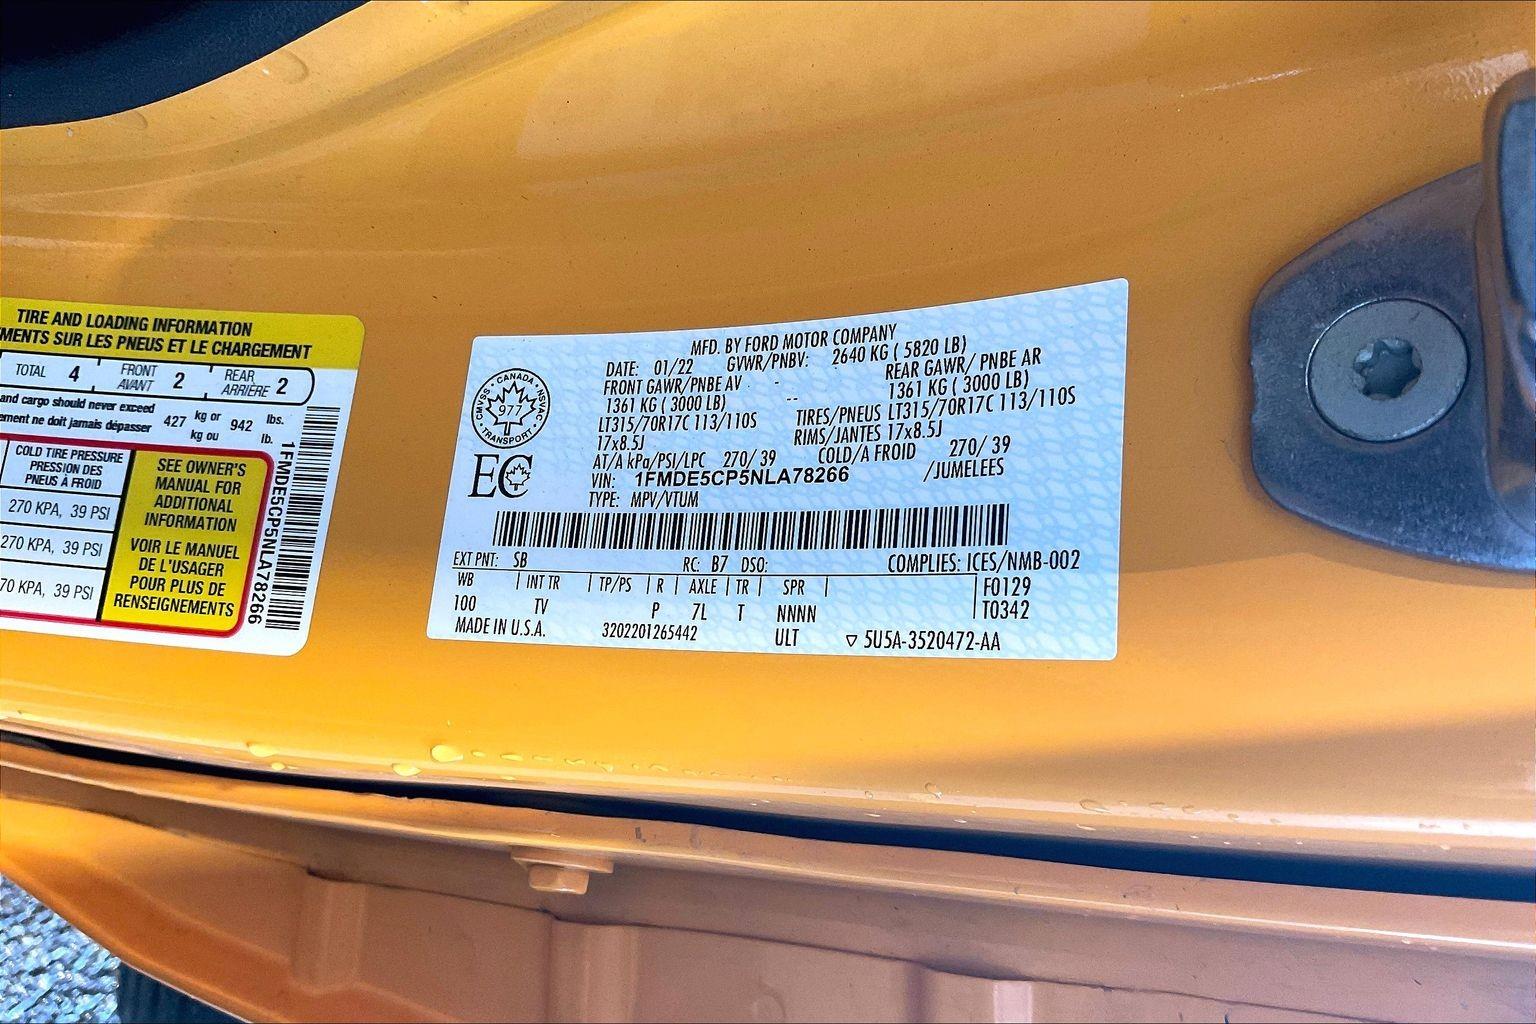 TIRE AND LOADING INFORMATION
MENTS SUR LES PNEUS ET LE CHARGEMENT
TOTAL 4 FRONT AVANT 2 REAR ARRIÈRE 2
and cargo should never exceed 427 kg or 942 lbs.
ement ne doit jamais dépasser kg ou lb.
COLD TIRE PRESSURE
PRESSION DES
PNEUS À FROID
270 KPA, 39 PSI
270 KPA, 39 PSI
70 KPA, 39 PSI
SEE OWNER'S
MANUAL FOR
ADDITIONAL
INFORMATION
VOIR LE MANUEL
DE L'USAGER
POUR PLUS DE
RENSEIGNEMENTS
1FMDE5CP5NLA78266
MFD. BY FORD MOTOR COMPANY
DATE: 01/22 GVWR/PNBV: 2640 KG ( 5820 LB)
FRONT GAWR/PNBE AV - REAR GAWR/ PNBE AR
1361 KG ( 3000 LB) -- 1361 KG ( 3000 LB)
LT315/70R17C 113/110S TIRES/PNEUS LT315/70R17C 113/110S
17x8.5J RIMS/JANTES 17x8.5J
AT/A kPa/PSI/LPC 270/ 39 COLD/A FROID 270/ 39
VIN: 1FMDE5CP5NLA78266 /JUMELEES
TYPE: MPV/VTUM
CMVSS • CANADA • NSVAC
977
• TRANSPORT •
EC
EXT PNT: SB RC: B7 DSO: COMPLIES: ICES/NMB-002
WB INT TR TP/PS R AXLE TR SPR F0129
100 TV P 7L T NNNN T0342
MADE IN U.S.A. 3202201265442 ULT ▽ 5U5A-3520472-AA